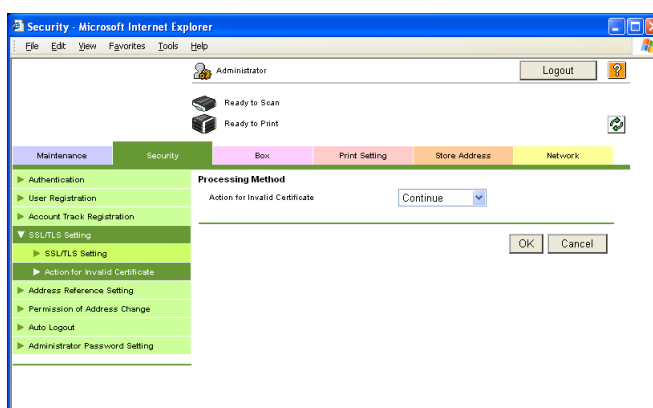 Security - Microsoft Internet Explorer
File Edit View Favorites Tools Help
Administrator
Logout
?
Ready to Scan
Ready to Print
Maintenance Security Box Print Setting Store Address Network
Authentication
User Registration
Account Track Registration
SSL/TLS Setting
SSL/TLS Setting
Action for Invalid Certificate
Address Reference Setting
Permission of Address Change
Auto Logout
Administrator Password Setting
Processing Method
Action for Invalid Certificate Continue
OK Cancel